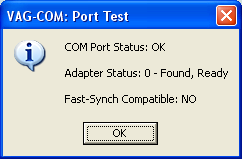 VAG-COM: Port Test
COM Port Status: OK
Adapter Status: 0 - Found, Ready
Fast-Synch Compatible: NO
OK